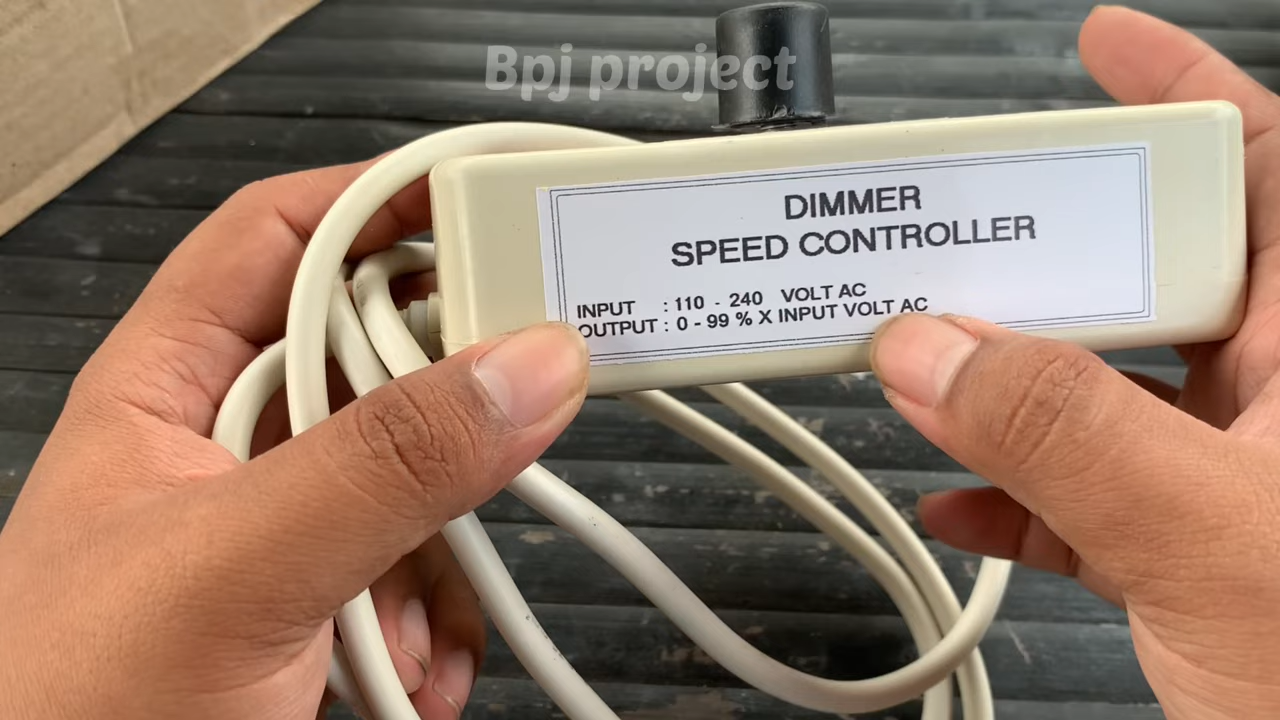 Bpj project
DIMMER
SPEED CONTROLLER
INPUT : 110 - 240 VOLT AC
OUTPUT : 0 - 99 % X INPUT VOLT AC